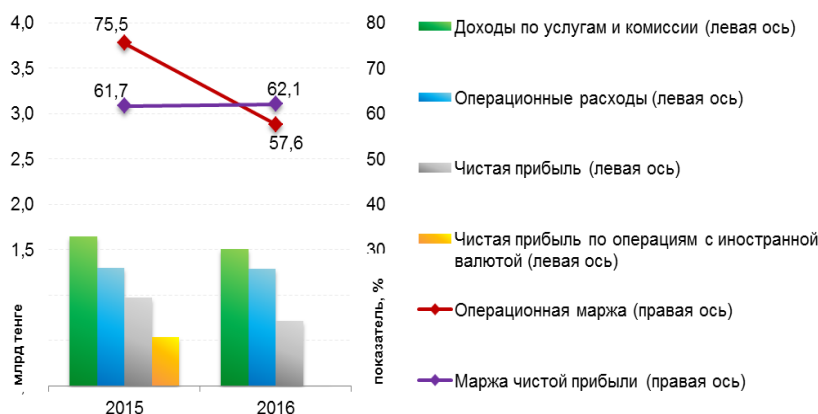 4,0
3,5
3,0
2,5
2,0
1,5
млрд тенге
75,5
61,7
62,1
57,6
2015
2016
80
70
60
50
40
30
показатель, %
Доходы по услугам и комиссии (левая ось)
Операционные расходы (левая ось)
Чистая прибыль (левая ось)
Чистая прибыль по операциям с иностранной
валютой (левая ось)
Операционная маржа (правая ось)
Маржа чистой прибыли (правая ось)